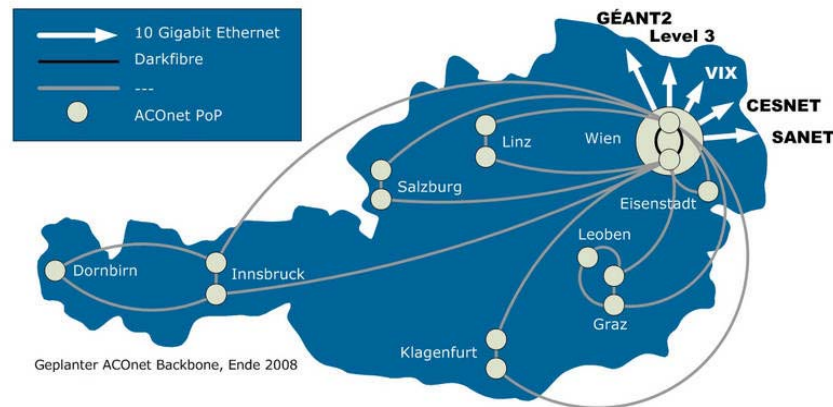 10 Gigabit Ethernet
Darkfibre
---
ACOnet PoP
GÉANT2
Level 3
VIX
CESNET
SANET
Wien
Linz
Salzburg
Eisenstadt
Leoben
Dornbirn
Innsbruck
Graz
Klagenfurt
Geplanter ACOnet Backbone, Ende 2008